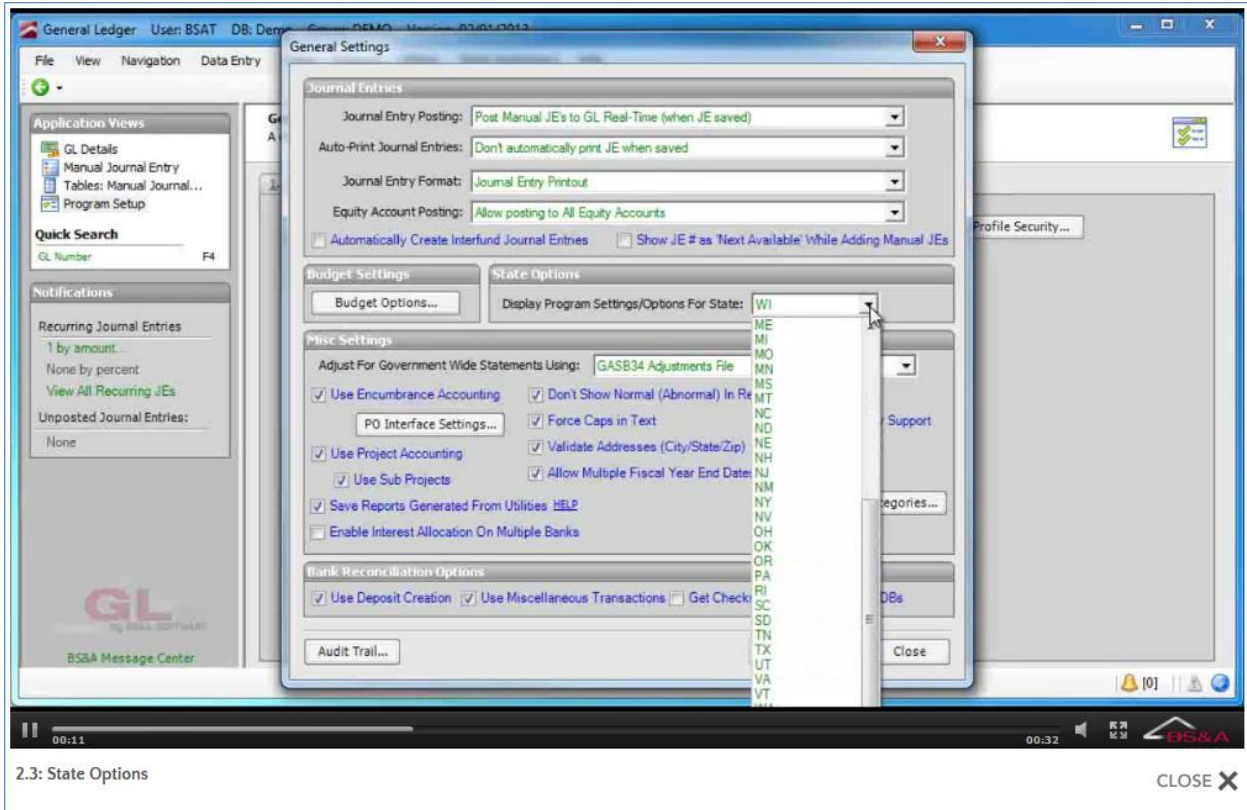 General Ledger User: BSAT DB: Demo Group: DEMO Version: 02/01/2013
General Settings
File View Navigation Data Entry
Application Views
GL Details
Manual Journal Entry
Tables: Manual Journal...
Program Setup
Quick Search
GL Number F4
Notifications
Recurring Journal Entries
1 by amount...
None by percent
View All Recurring JEs
Unposted Journal Entries:
None
GL
BS&A Message Center
Journal Entries
Journal Entry Posting: Post Manual JE's to GL Real-Time (when JE saved)
Auto-Print Journal Entries: Don't automatically print JE when saved
Journal Entry Format: Journal Entry Printout
Equity Account Posting: Allow posting to All Equity Accounts
Automatically Create Interfund Journal Entries Show JE # as 'Next Available' While Adding Manual JEs
Profile Security...
Budget Settings
Budget Options...
State Options
Display Program Settings/Options For State: WI
ME
MI
MO
MN
MS
MT
NC
ND
NE
NH
NJ
NM
NY
NV
OH
OK
OR
PA
RI
SC
SD
TN
TX
UT
VA
VT
Misc Settings
Adjust For Government Wide Statements Using: GASB34 Adjustments File
Use Encumbrance Accounting
PO Interface Settings...
Use Project Accounting
Use Sub Projects
Save Reports Generated From Utilities HELP
Enable Interest Allocation On Multiple Banks
Don't Show Normal (Abnormal) In Re
Force Caps in Text
Validate Addresses (City/State/Zip)
Allow Multiple Fiscal Year End Dates
Support
egories...
Bank Reconciliation Options
Use Deposit Creation Use Miscellaneous Transactions Get Check DBs
Audit Trail... Close
[0]
00:11 00:32 BS&A
2.3: State Options
CLOSE